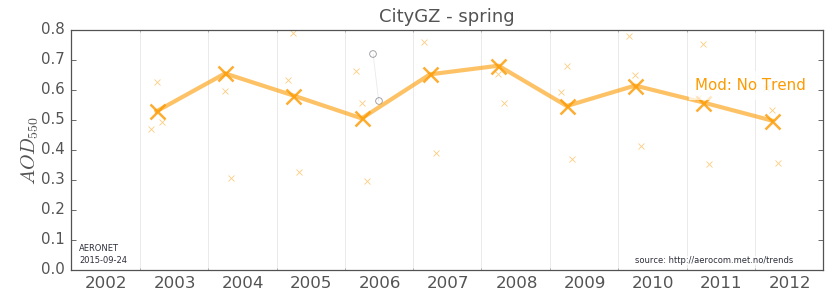 CityGZ - spring
0.8
0.7
0.6
0.5
0.4
0.3
0.2
0.1
0.0
AOD550
Mod: No Trend
AERONET
2015-09-24
source: http://aerocom.met.no/trends
2002 2003 2004 2005 2006 2007 2008 2009 2010 2011 2012